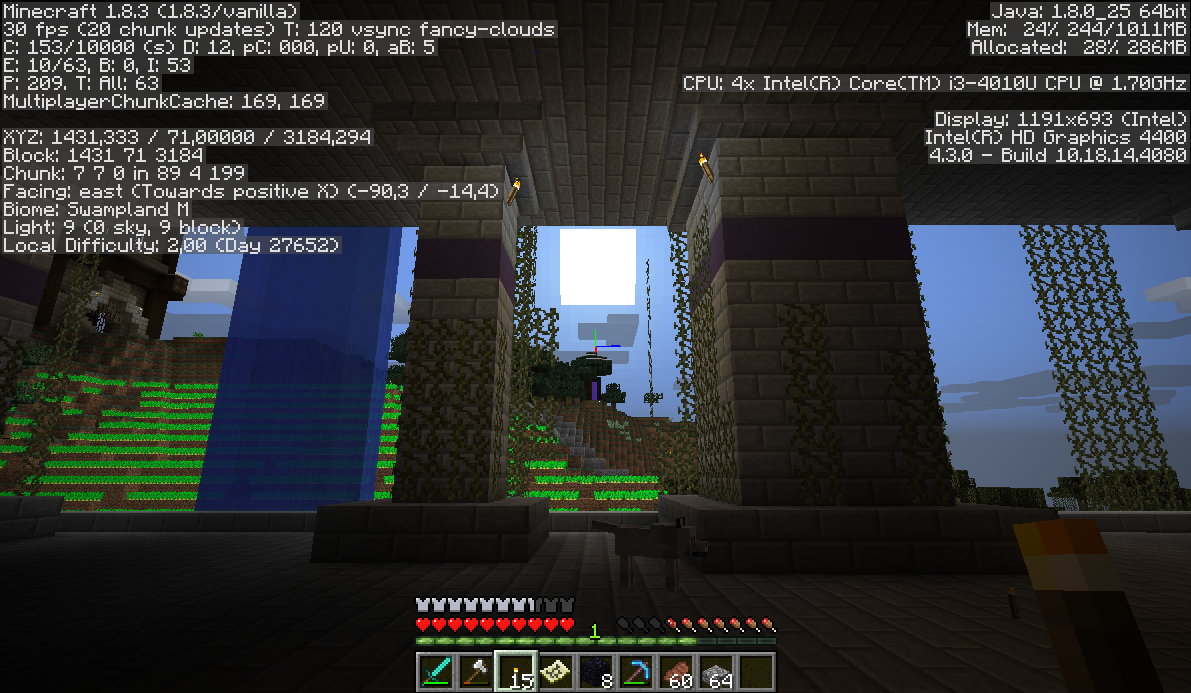 Minecraft 1.8.3 (1.8.3/vanilla)
30 fps (20 chunk updates) T: 120 vsync fancy-clouds
C: 153/10000 (s) D: 12, pC: 000, pU: 0, aB: 5
E: 10/63, B: 0, I: 53
P: 209. T: All: 63
MultiplayerChunkCache: 169, 169
XYZ: 1431,333 / 71,00000 / 3184,294
Block: 1431 71 3184
Chunk: 7 7 0 in 89 4 199
Facing: east (Towards positive X) (-90,3 / -14,4)
Biome: Swampland M
Light: 9 (0 sky, 9 block)
Local Difficulty: 2,00 (Day 27652)
Java: 1.8.0_25 64bit
Mem: 24% 244/1011MB
Allocated: 28% 286MB
CPU: 4x Intel(R) Core(TM) i3-4010U CPU @ 1.70GHz
Display: 1191x693 (Intel)
Intel(R) HD Graphics 4400
4.3.0 - Build 10.18.14.4080
1
15 8 60 64